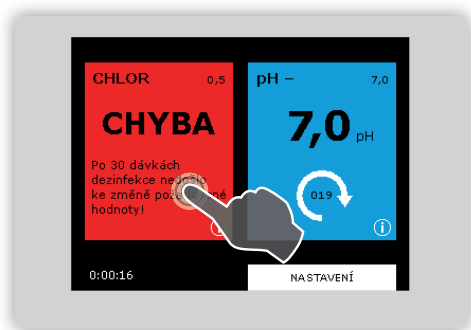 CHLOR 0,5
CHYBA
Po 30 dávkách
dezinfekce nedošlo
ke změně
hodnoty!
pH – 7,0
7,0 pH
019
i
i
0:00:16
NASTAVENÍ